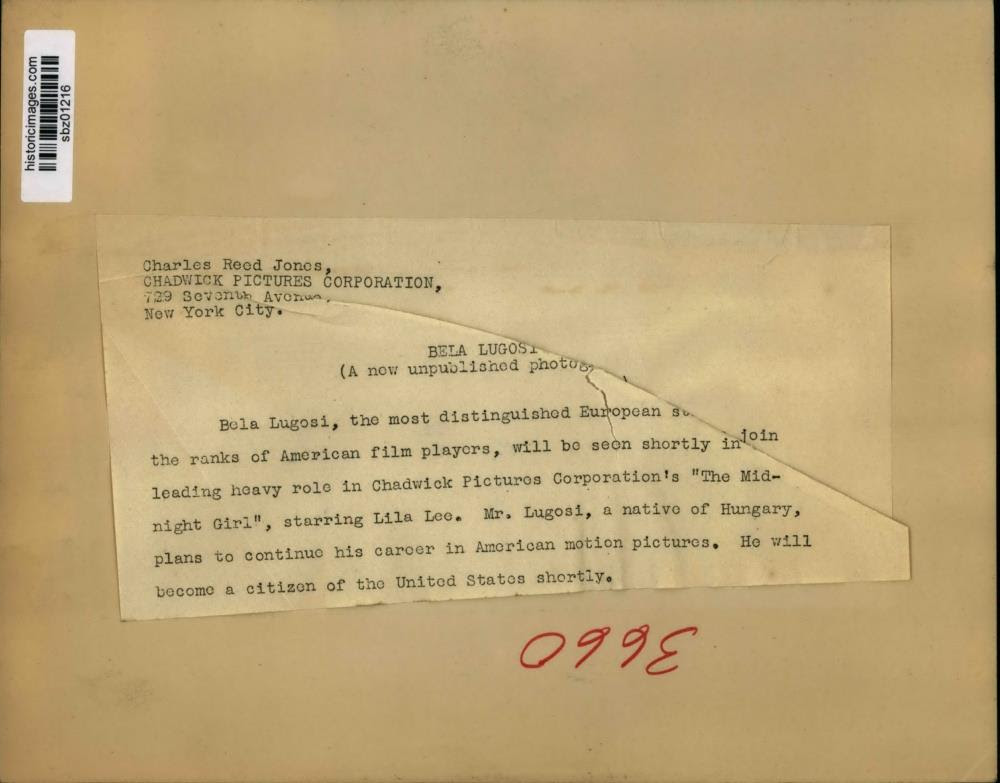 historicimages.com
sbz01216
Charles Reed Jones,
CHADWICK PICTURES CORPORATION,
729 Seventh Avenue,
New York City.
BELA LUGOSI
(A new unpublished
Bela Lugosi, the most distinguished European
join
the ranks of American film players, will be seen shortly in
leading heavy role in Chadwick Pictures Corporation's "The Mid-
night Girl", starring Lila Lee. Mr. Lugosi, a native of Hungary,
plans to continue his career in American motion pictures. He will
become a citizen of the United States shortly.
3660